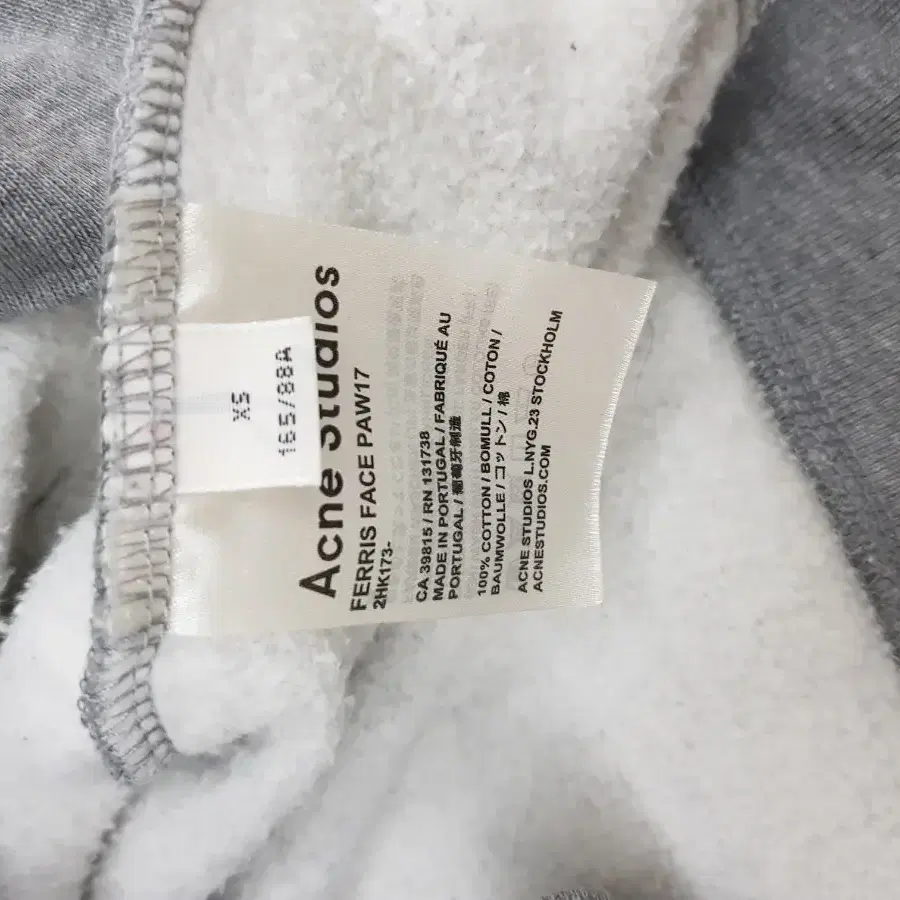 XS
165/88A
Acne Studios
FERRIS FACE PAW17
2HK173-
CA 39815 / RN 131738
MADE IN PORTUGAL / FABRIQUÉ AU
PORTUGAL / 葡萄牙制造
100% COTTON / BOMULL / COTON /
BAUMWOLLE / コットン / 棉
ACNE STUDIOS L.NYG.23 STOCKHOLM
ACNESTUDIOS.COM